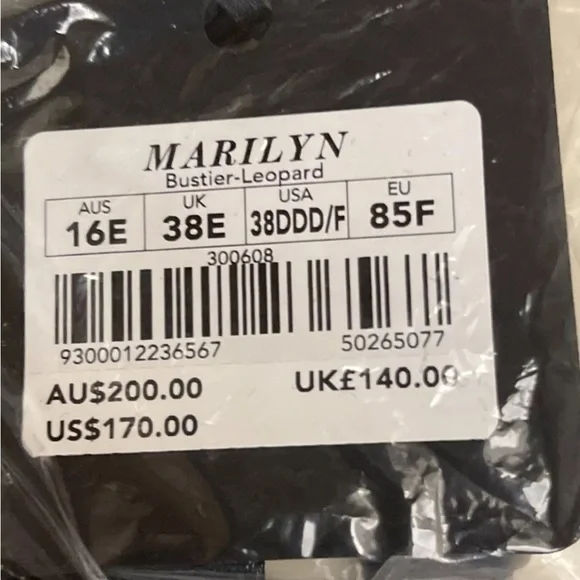 MARILYN
Bustier-Leopard
AUS UK USA EU
16E 38E 38DDD/F 85F
300608
9300012236567 50265077
AU$200.00 UK£140.00
US$170.00